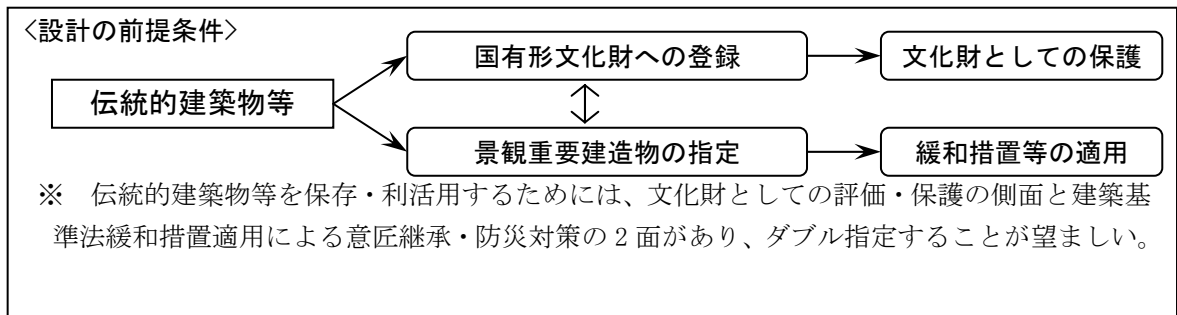 <設計の前提条件>
国有形文化財への登録
文化財としての保護
伝統的建築物等
景観重要建造物の指定
緩和措置等の適用
※ 伝統的建築物等を保存・利活用するためには、文化財としての評価・保護の側面と建築基
準法緩和措置適用による意匠継承・防災対策の2面があり、ダブル指定することが望ましい。